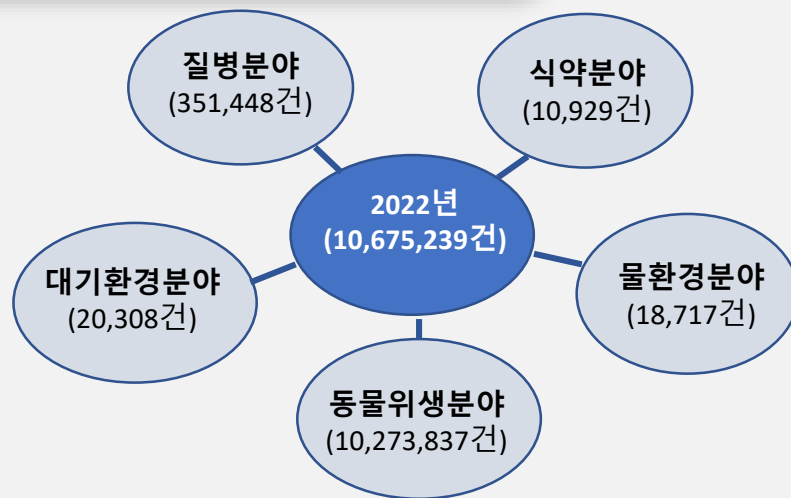 질병분야
(351,448건)
식약분야
(10,929건)
2022년
(10,675,239건)
대기환경분야
(20,308건)
물환경분야
(18,717건)
동물위생분야
(10,273,837건)